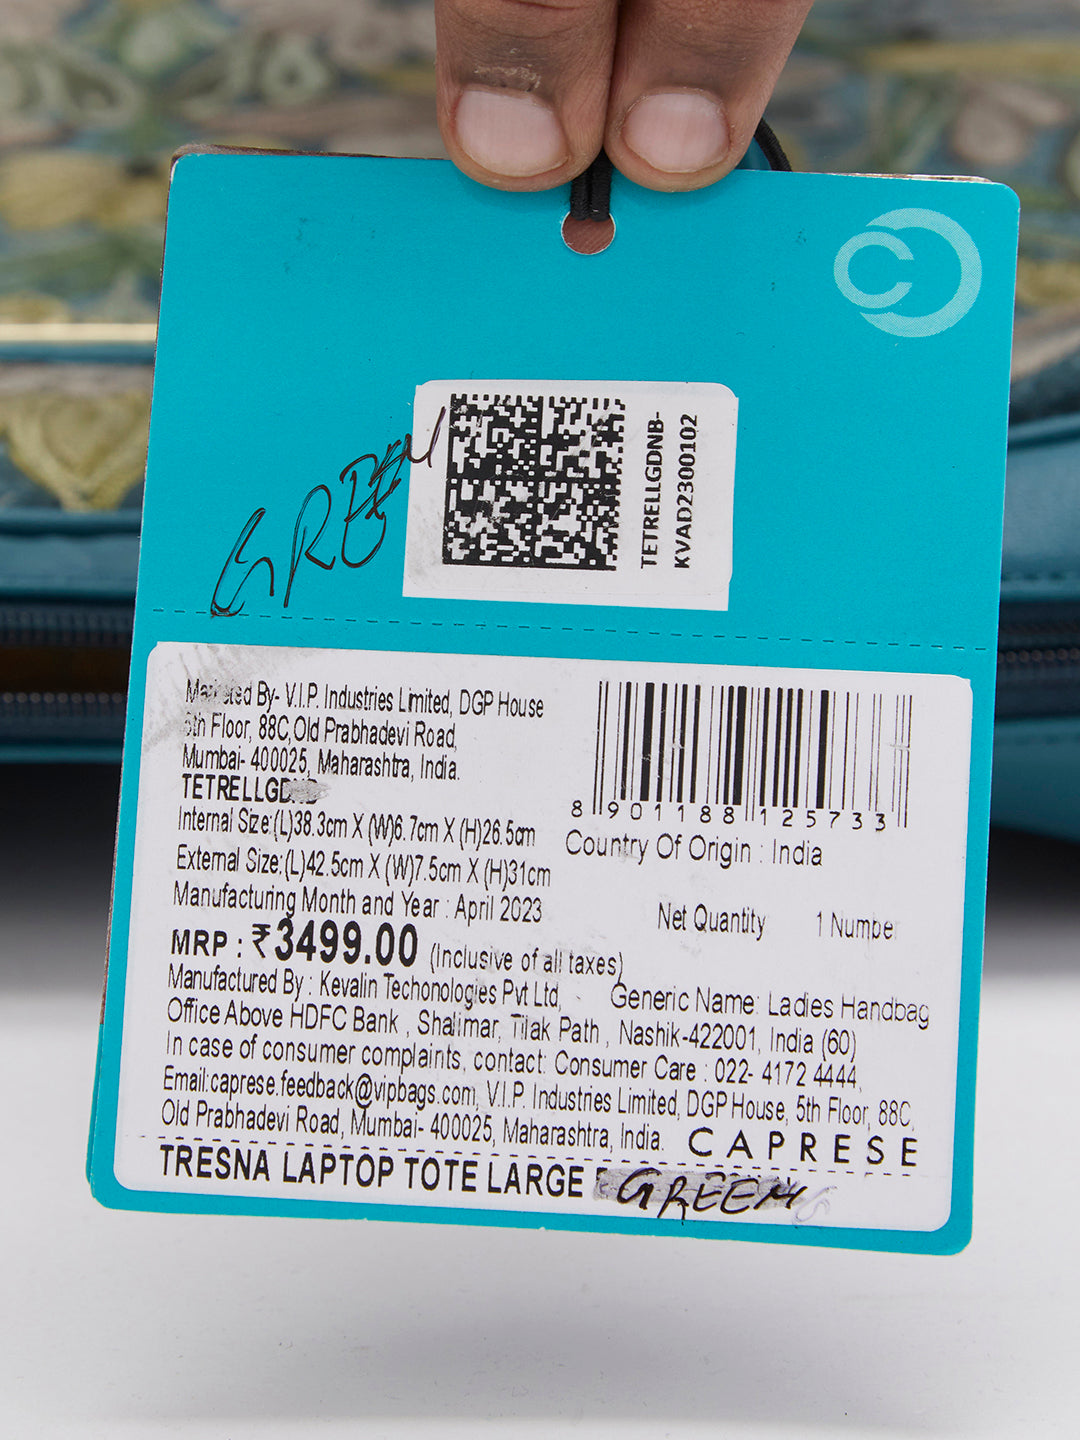 GREEN
TETRELLGDNB-
KVAD2300102
Marketed By- V.I.P. Industries Limited, DGP House
5th Floor, 88C, Old Prabhadevi Road,
Mumbai- 400025, Maharashtra, India.
TETRELLGDNB
Internal Size:(L)38.3cm X (W)6.7cm X (H)26.5cm
External Size:(L)42.5cm X (W)7.5cm X (H)31cm
Manufacturing Month and Year : April 2023
8 901188 125733
Country Of Origin : India
Net Quantity 1 Number
MRP : ₹3499.00 (Inclusive of all taxes)
Manufactured By : Kevalin Techonologies Pvt Ltd, Generic Name: Ladies Handbag
Office Above HDFC Bank , Shalimar, Tilak Path , Nashik-422001, India (60)
In case of consumer complaints, contact: Consumer Care : 022- 4172 4444,
Email:caprese.feedback@vipbags.com, V.I.P. Industries Limited, DGP House, 5th Floor, 88C,
Old Prabhadevi Road, Mumbai- 400025, Maharashtra, India. CAPRESE
TRESNA LAPTOP TOTE LARGE GREEN